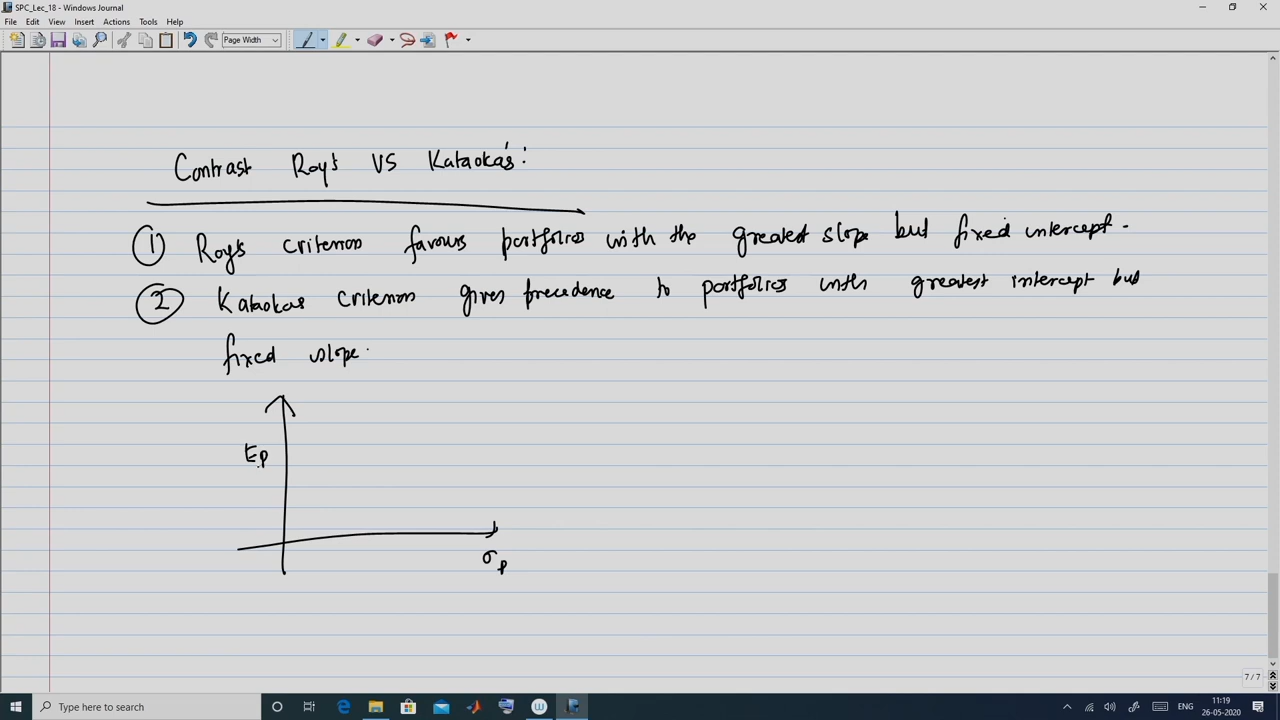 SPC_Lec_18 - Windows Journal
File Edit View Insert Actions Tools Help
Page Width
Contrast Roy's VS Kataoka's:
① Roy's criterion favours portfolios with the greatest slope but fixed intercept.
② Kataokas criterion gives precedence to portfolios with greatest intercept but
fixed slope.
Ep
σp
7/7
Type here to search
ENG
11:19
26-05-2020